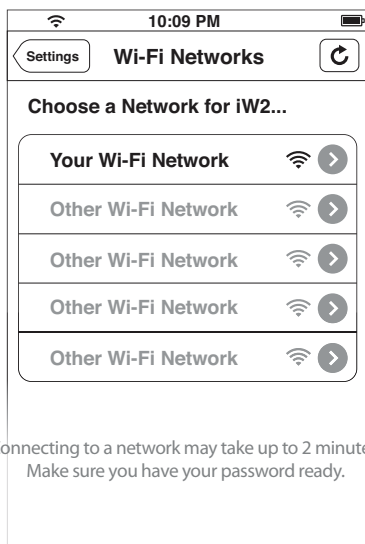 10:09 PM
Settings
Wi-Fi Networks
Choose a Network for iW2...
Your Wi-Fi Network
Other Wi-Fi Network
Other Wi-Fi Network
Other Wi-Fi Network
Other Wi-Fi Network
onnecting to a network may take up to 2 minute
Make sure you have your password ready.